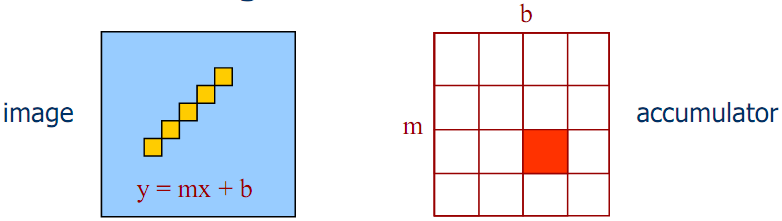 image
y = mx + b
b
m
accumulator